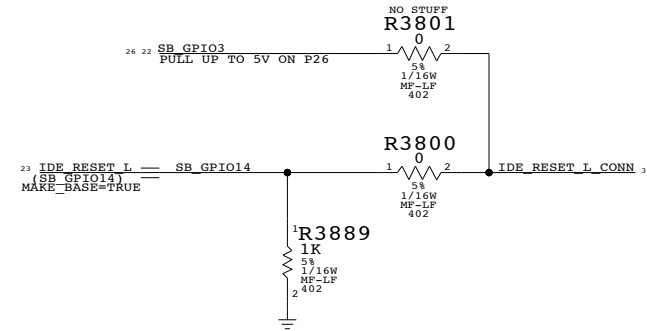 NO STUFF
R3801
0
26 22 SB_GPIO3
1 2
PULL UP TO 5V ON P26
5%
1/16W
MF-LF
402
R3800
0
23 IDE_RESET_L
SB_GPIO14
1 2
IDE_RESET_L_CONN 3
(SB_GPIO14)
MAKE_BASE=TRUE
5%
1/16W
MF-LF
402
1
R3889
1K
5%
1/16W
MF-LF
402
2